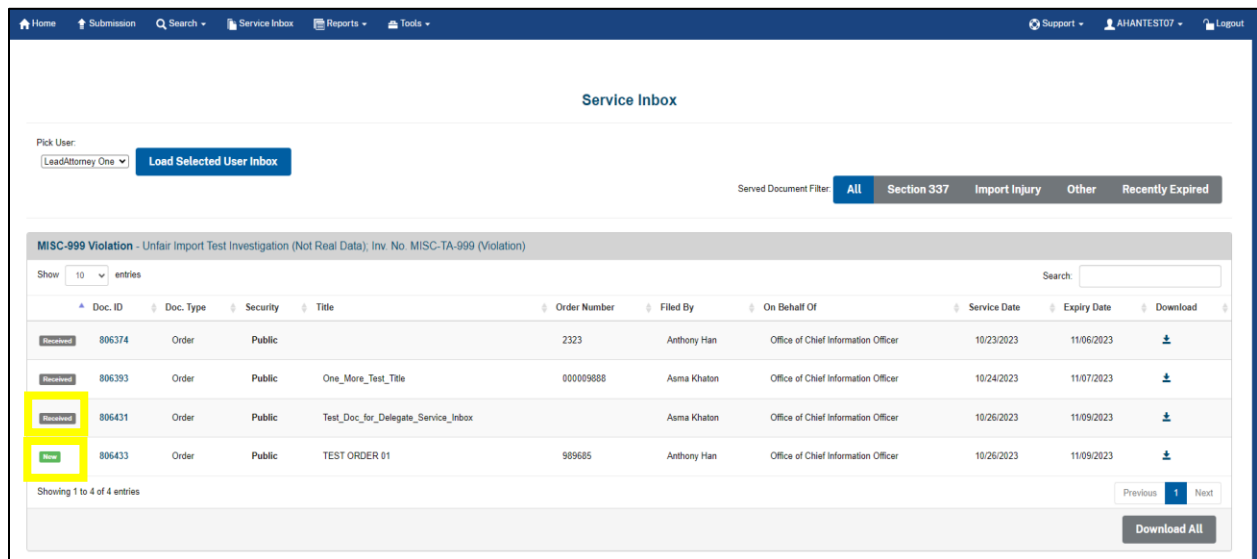 Home Submission Search Service Inbox Reports Tools Support AHANTEST07 Logout
Service Inbox
Pick User:
LeadAttorney One Load Selected User Inbox
Served Document Filter: All Section 337 Import Injury Other Recently Expired
MISC-999 Violation - Unfair Import Test Investigation (Not Real Data); Inv. No. MISC-TA-999 (Violation)
Show 10 entries Search:
Doc. ID Doc. Type Security Title Order Number Filed By On Behalf Of Service Date Expiry Date Download
Received 806374 Order Public 2323 Anthony Han Office of Chief Information Officer 10/23/2023 11/06/2023
Received 806393 Order Public One_More_Test_Title 000009888 Asma Khaton Office of Chief Information Officer 10/24/2023 11/07/2023
Received 806431 Order Public Test_Doc_for_Delegate_Service_Inbox Asma Khaton Office of Chief Information Officer 10/26/2023 11/09/2023
New 806433 Order Public TEST ORDER 01 989685 Anthony Han Office of Chief Information Officer 10/26/2023 11/09/2023
Showing 1 to 4 of 4 entries Previous 1 Next
Download All